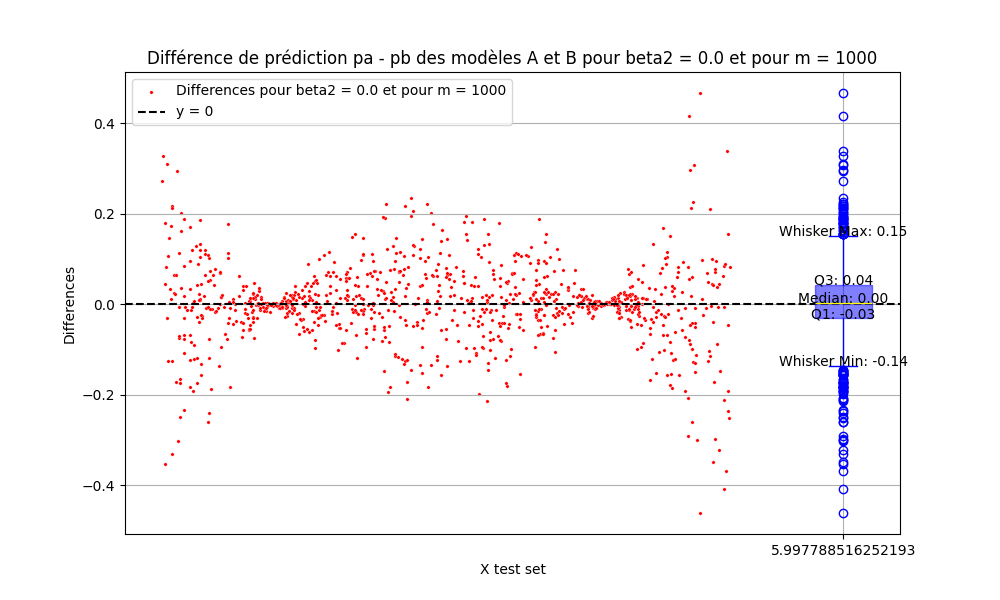 Différence de prédiction pa - pb des modèles A et B pour beta2 = 0.0 et pour m = 1000
Differences pour beta2 = 0.0 et pour m = 1000
y = 0
0.4
0.2
0.0
−0.2
−0.4
Differences
Whisker Max: 0.15
Q3: 0.04
Median: 0.00
Q1: -0.03
Whisker Min: -0.14
5.997788516252193
X test set